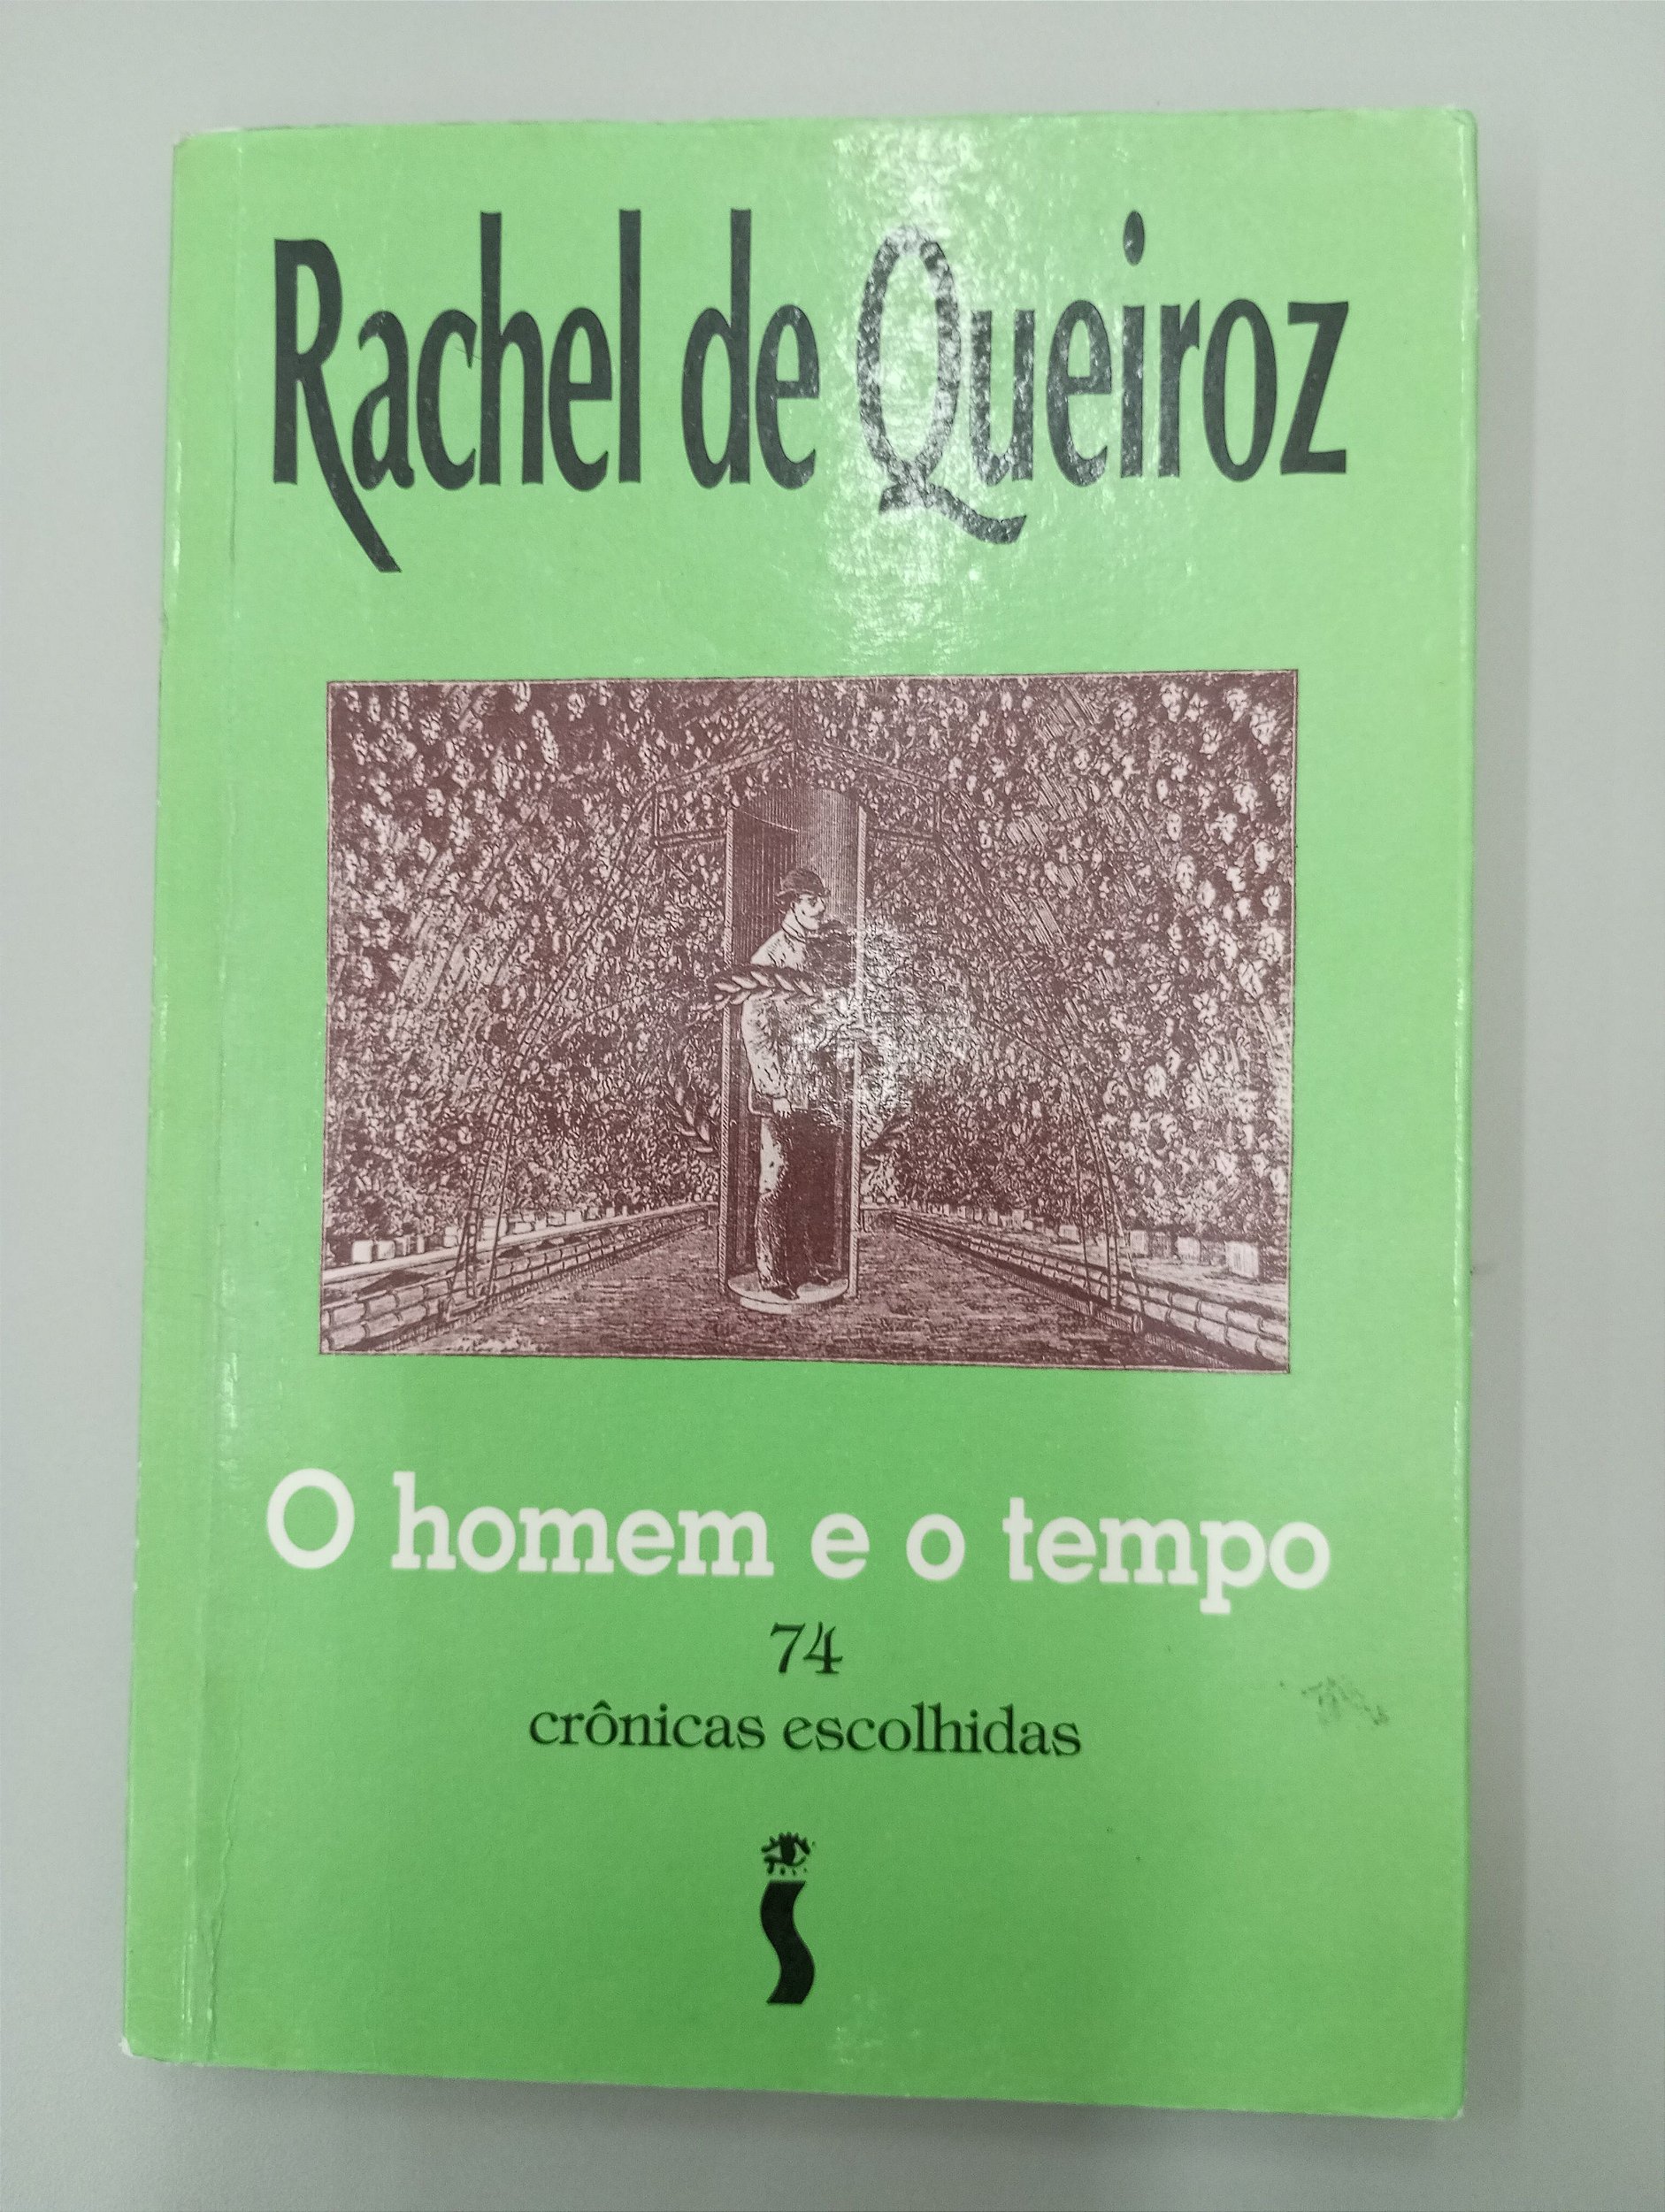 Rachel de Queiroz
O homem e o tempo
74
crônicas escolhidas
S